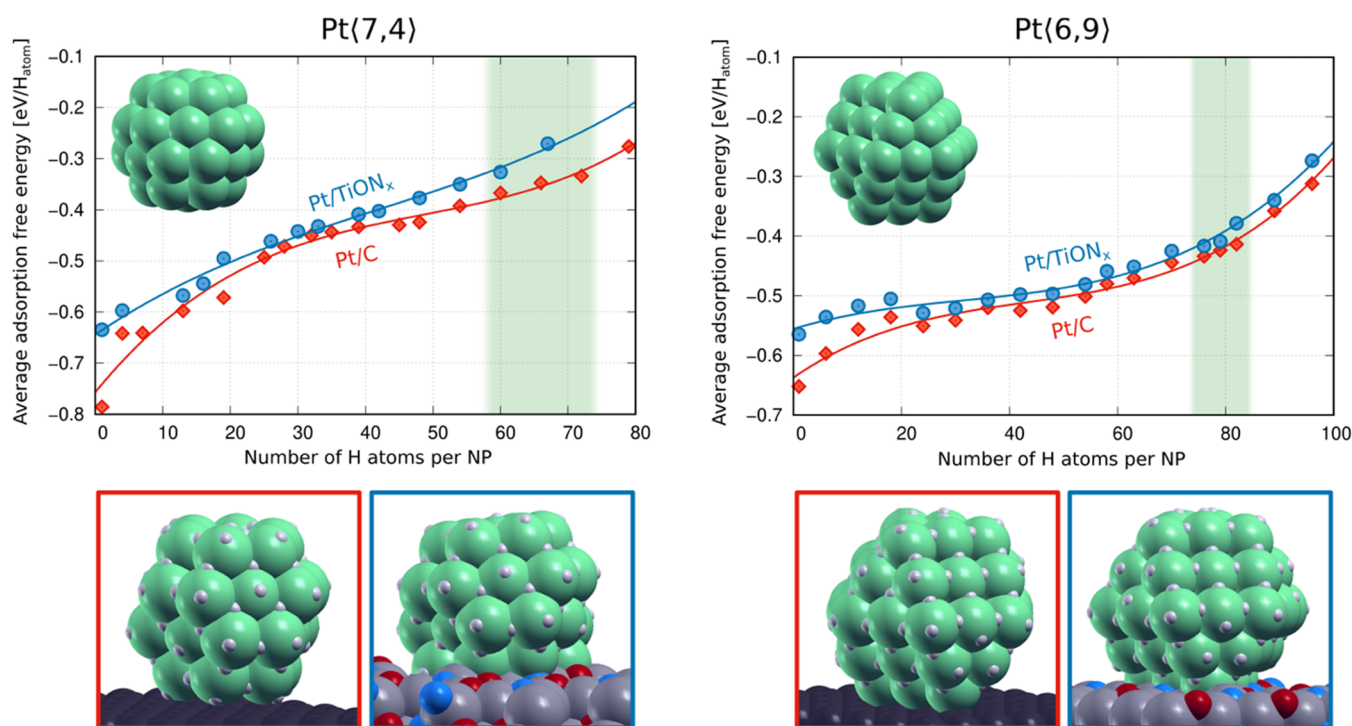 Pt⟨7,4⟩
Average adsorption free energy [eV/H_atom]
−0.1
−0.2
−0.3
−0.4
−0.5
−0.6
−0.7
−0.8
Pt/TiONₓ
Pt/C
0 10 20 30 40 50 60 70 80
Number of H atoms per NP
Pt⟨6,9⟩
Average adsorption free energy [eV/H_atom]
−0.1
−0.2
−0.3
−0.4
−0.5
−0.6
−0.7
Pt/TiONₓ
Pt/C
0 20 40 60 80 100
Number of H atoms per NP